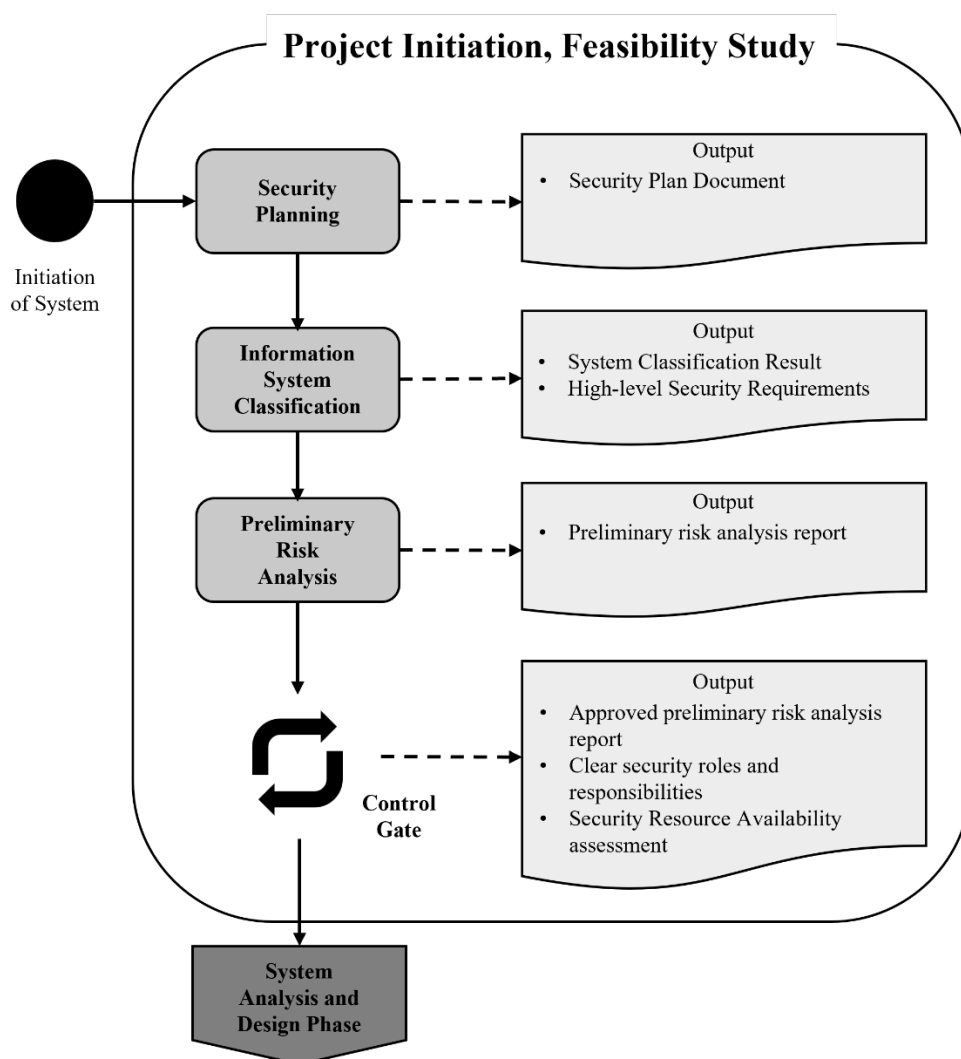 Project Initiation, Feasibility Study
Initiation
of System
Security
Planning
Output
• Security Plan Document
Information
System
Classification
Output
• System Classification Result
• High-level Security Requirements
Preliminary
Risk
Analysis
Output
• Preliminary risk analysis report
Control
Gate
Output
• Approved preliminary risk analysis
report
• Clear security roles and
responsibilities
• Security Resource Availability
assessment
System
Analysis and
Design Phase